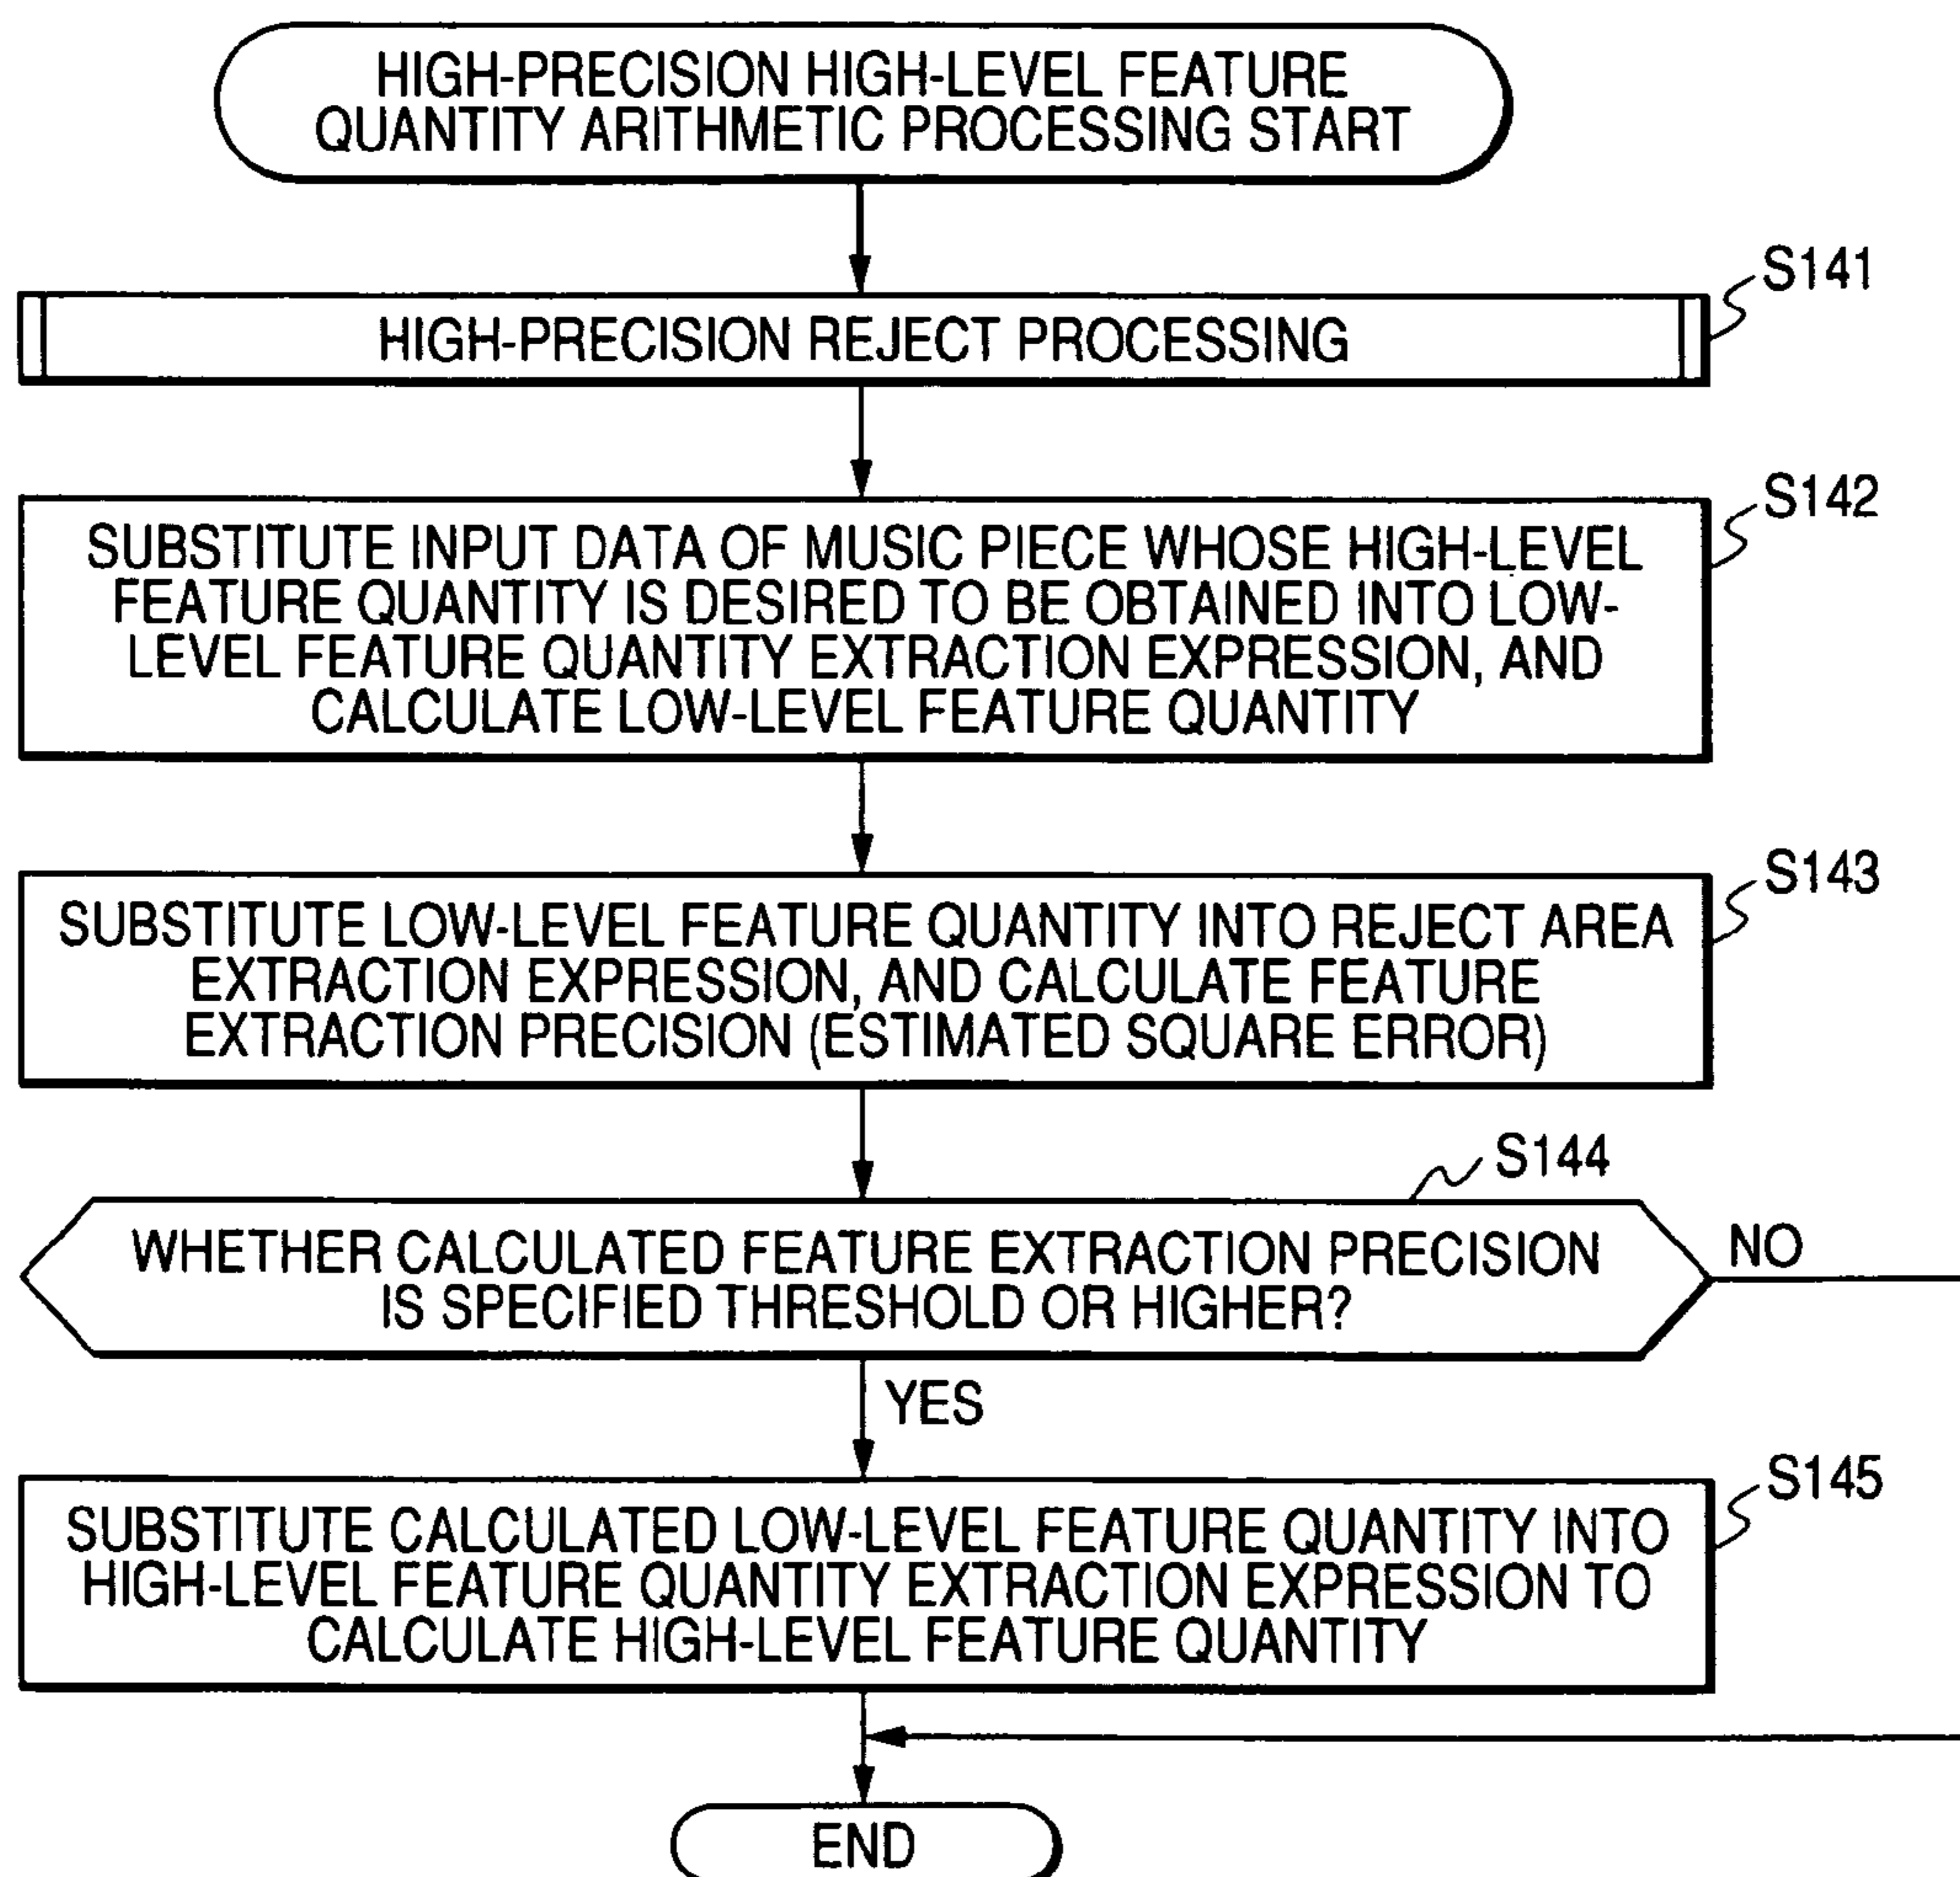 HIGH-PRECISION HIGH-LEVEL FEATURE
QUANTITY ARITHMETIC PROCESSING START
S141
HIGH-PRECISION REJECT PROCESSING
S142
SUBSTITUTE INPUT DATA OF MUSIC PIECE WHOSE HIGH-LEVEL
FEATURE QUANTITY IS DESIRED TO BE OBTAINED INTO LOW-
LEVEL FEATURE QUANTITY EXTRACTION EXPRESSION, AND
CALCULATE LOW-LEVEL FEATURE QUANTITY
S143
SUBSTITUTE LOW-LEVEL FEATURE QUANTITY INTO REJECT AREA
EXTRACTION EXPRESSION, AND CALCULATE FEATURE
EXTRACTION PRECISION (ESTIMATED SQUARE ERROR)
S144
WHETHER CALCULATED FEATURE EXTRACTION PRECISION
IS SPECIFIED THRESHOLD OR HIGHER?
NO
YES
S145
SUBSTITUTE CALCULATED LOW-LEVEL FEATURE QUANTITY INTO
HIGH-LEVEL FEATURE QUANTITY EXTRACTION EXPRESSION TO
CALCULATE HIGH-LEVEL FEATURE QUANTITY
END